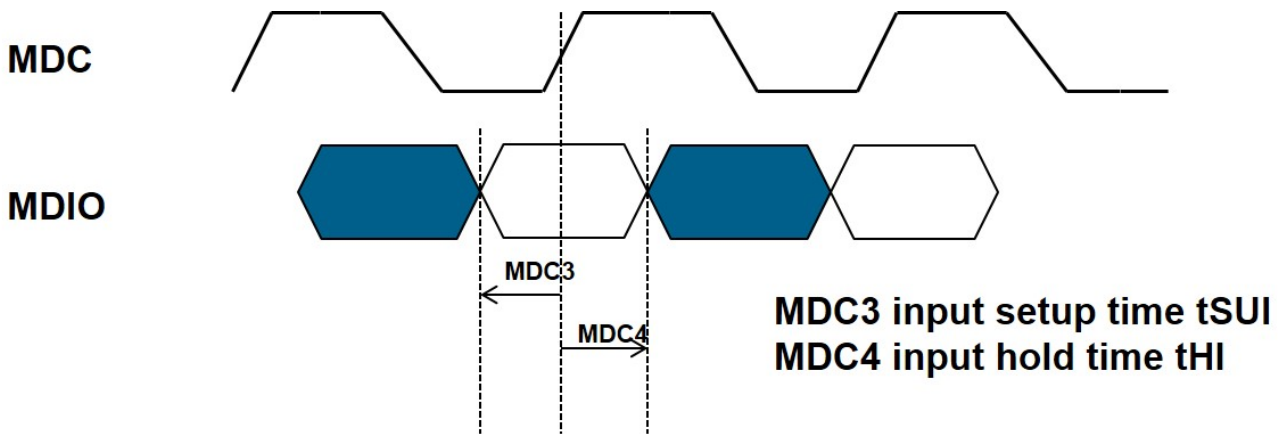 MDC
MDIO
MDC3
MDC4
MDC3 input setup time tSUI
MDC4 input hold time tHI